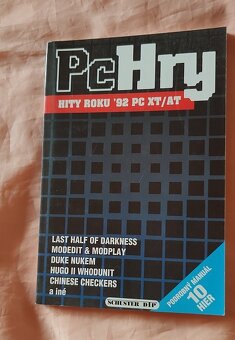 PcHry
HITY ROKU '92 PC XT/AT
LAST HALF OF DARKNESS
MODEDIT & MODPLAY
DUKE NUKEM
HUGO II WHODUNIT
CHINESE CHECKERS
a iné
PODROBNÝ MANUÁL
10
HIER
SCHUSTER DTP